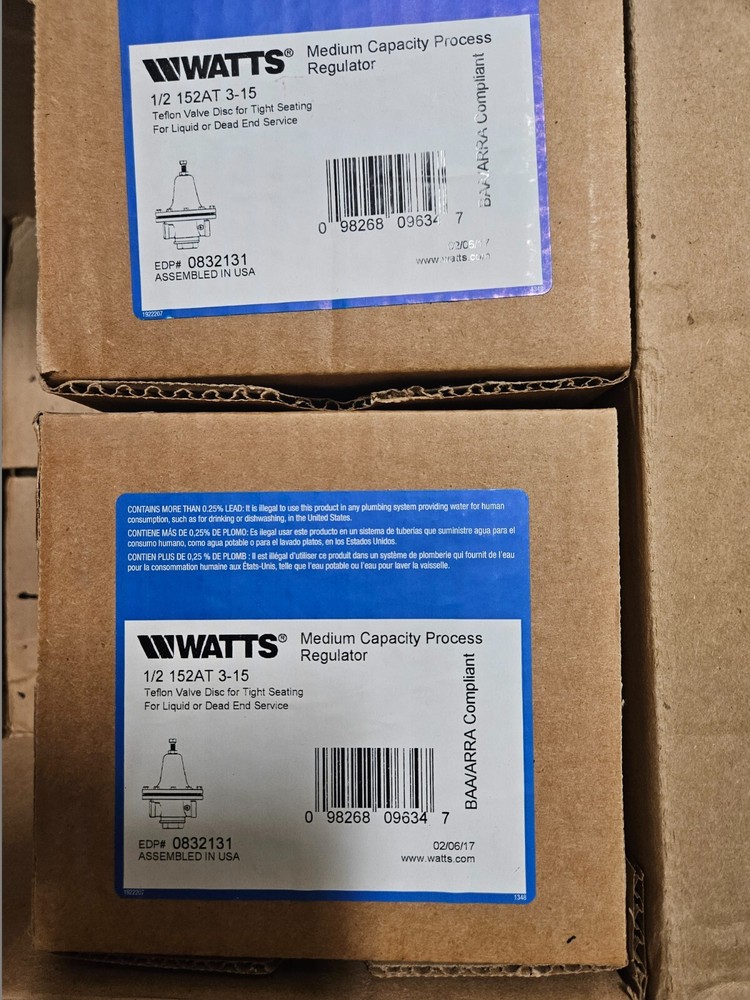 WATTS®
Medium Capacity Process
Regulator
1/2 152AT 3-15
Teflon Valve Disc for Tight Seating
For Liquid or Dead End Service
BAA/ARRA Compliant
0 98268 09634 7
02/06/17
www.watts.com
EDP# 0832131
ASSEMBLED IN USA
1922207
CONTAINS MORE THAN 0.25% LEAD: It is illegal to use this product in any plumbing system providing water for human
consumption, such as for drinking or dishwashing, in the United States.
CONTIENE MÁS DE 0,25% DE PLOMO: Es ilegal usar este producto en un sistema de tuberías que suministre agua para el
consumo humano, como agua potable o para el lavado platos, en los Estados Unidos.
CONTIEN PLUS DE 0,25 % DE PLOMB : Il est illégal d'utiliser ce produit dans un système de plomberie qui fournit de l'eau
pour la consommation humaine aux États-Unis, telle que l'eau potable ou l'eau pour laver la vaisselle.
WATTS®
Medium Capacity Process
Regulator
1/2 152AT 3-15
Teflon Valve Disc for Tight Seating
For Liquid or Dead End Service
BAA/ARRA Compliant
0 98268 09634 7
EDP# 0832131
ASSEMBLED IN USA
02/06/17
www.watts.com
1922207
1348